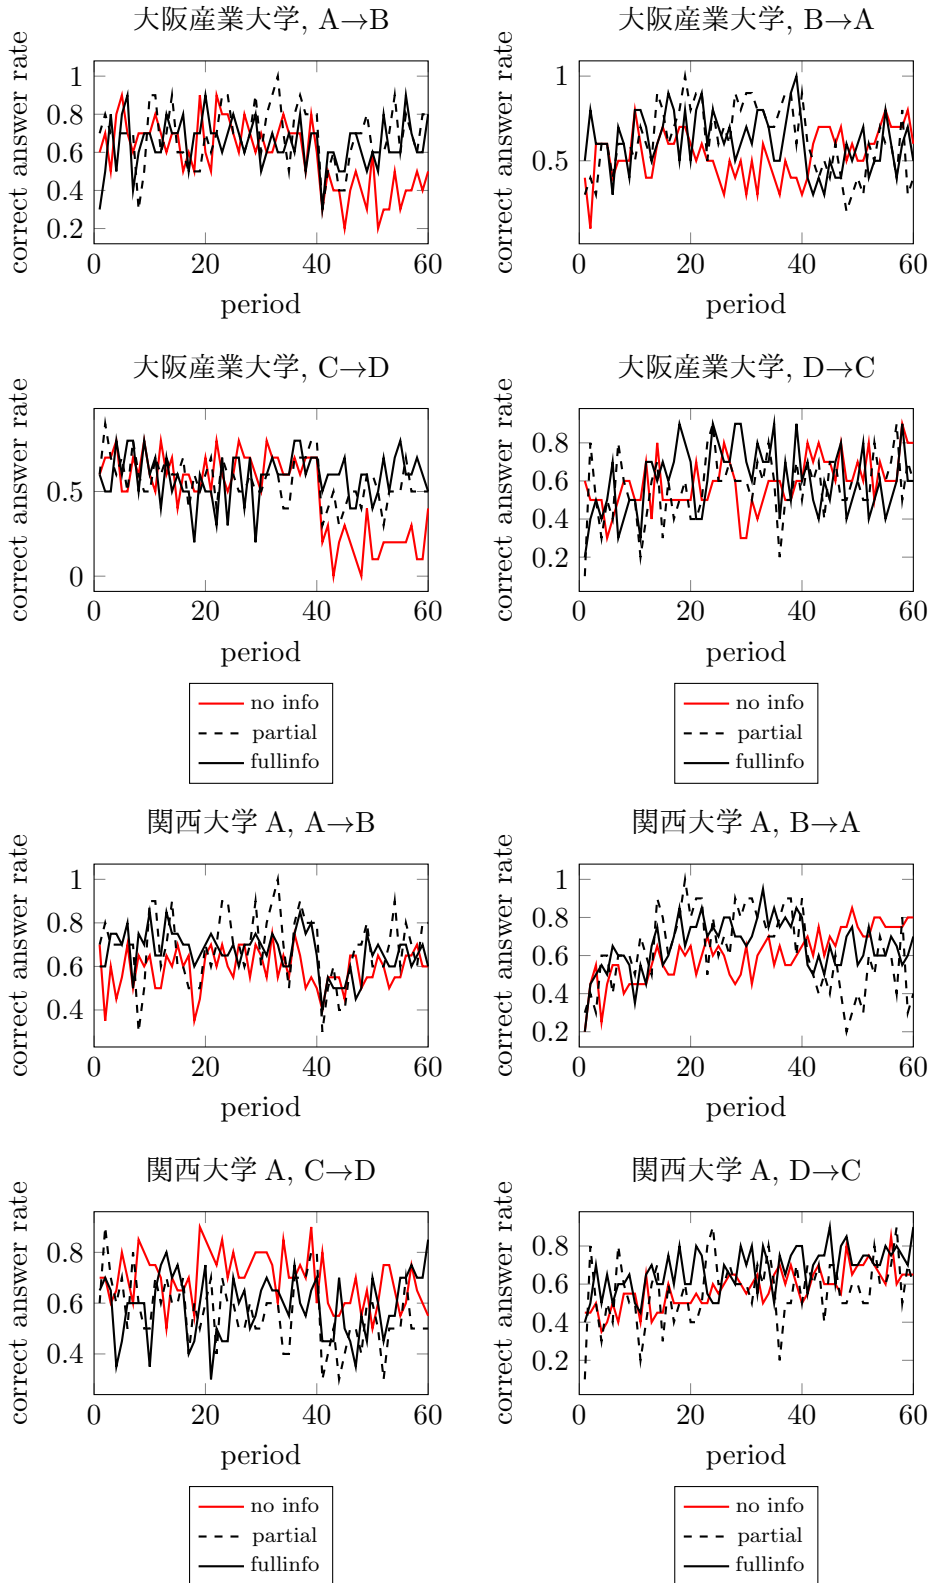 大阪産業大学, A→B
correct answer rate
1
0.8
0.6
0.4
0.2
0 20 40 60
period
大阪産業大学, B→A
correct answer rate
1
0.5
0 20 40 60
period
大阪産業大学, C→D
correct answer rate
0.5
0
0 20 40 60
period
no info
partial
fullinfo
大阪産業大学, D→C
correct answer rate
0.8
0.6
0.4
0.2
0 20 40 60
period
no info
partial
fullinfo
関西大学 A, A→B
correct answer rate
1
0.8
0.6
0.4
0 20 40 60
period
関西大学 A, B→A
correct answer rate
1
0.8
0.6
0.4
0.2
0 20 40 60
period
関西大学 A, C→D
correct answer rate
0.8
0.6
0.4
0 20 40 60
period
no info
partial
fullinfo
関西大学 A, D→C
correct answer rate
0.8
0.6
0.4
0.2
0 20 40 60
period
no info
partial
fullinfo